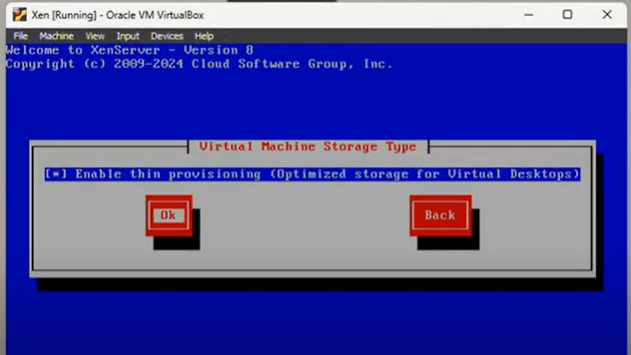 Xen [Running] - Oracle VM VirtualBox
File Machine View Input Devices Help
Welcome to XenServer - Version 8
Copyright (c) 2009-2024 Cloud Software Group, Inc.
Virtual Machine Storage Type
[*] Enable thin provisioning (Optimized storage for Virtual Desktops)
Ok Back